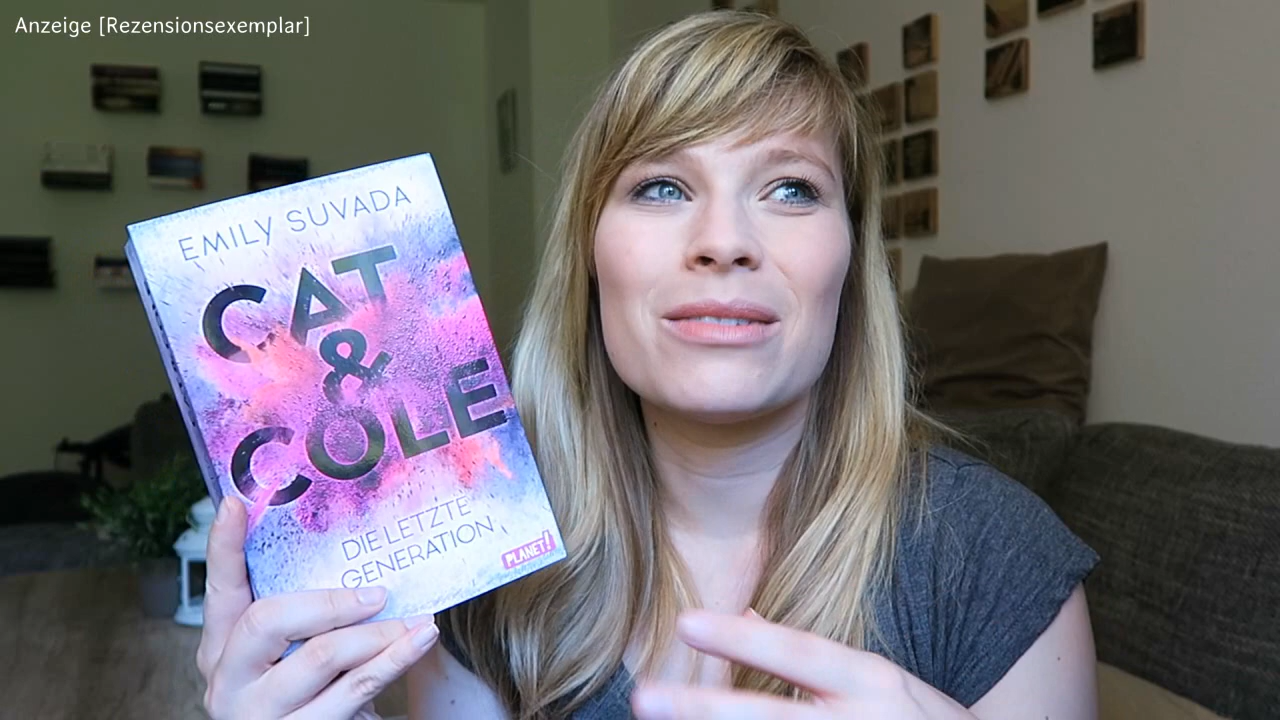 Anzeige [Rezensionsexemplar]
EMILY SUVADA
CAT
&
COLE
DIE LETZTE
GENERATION
PLANET!